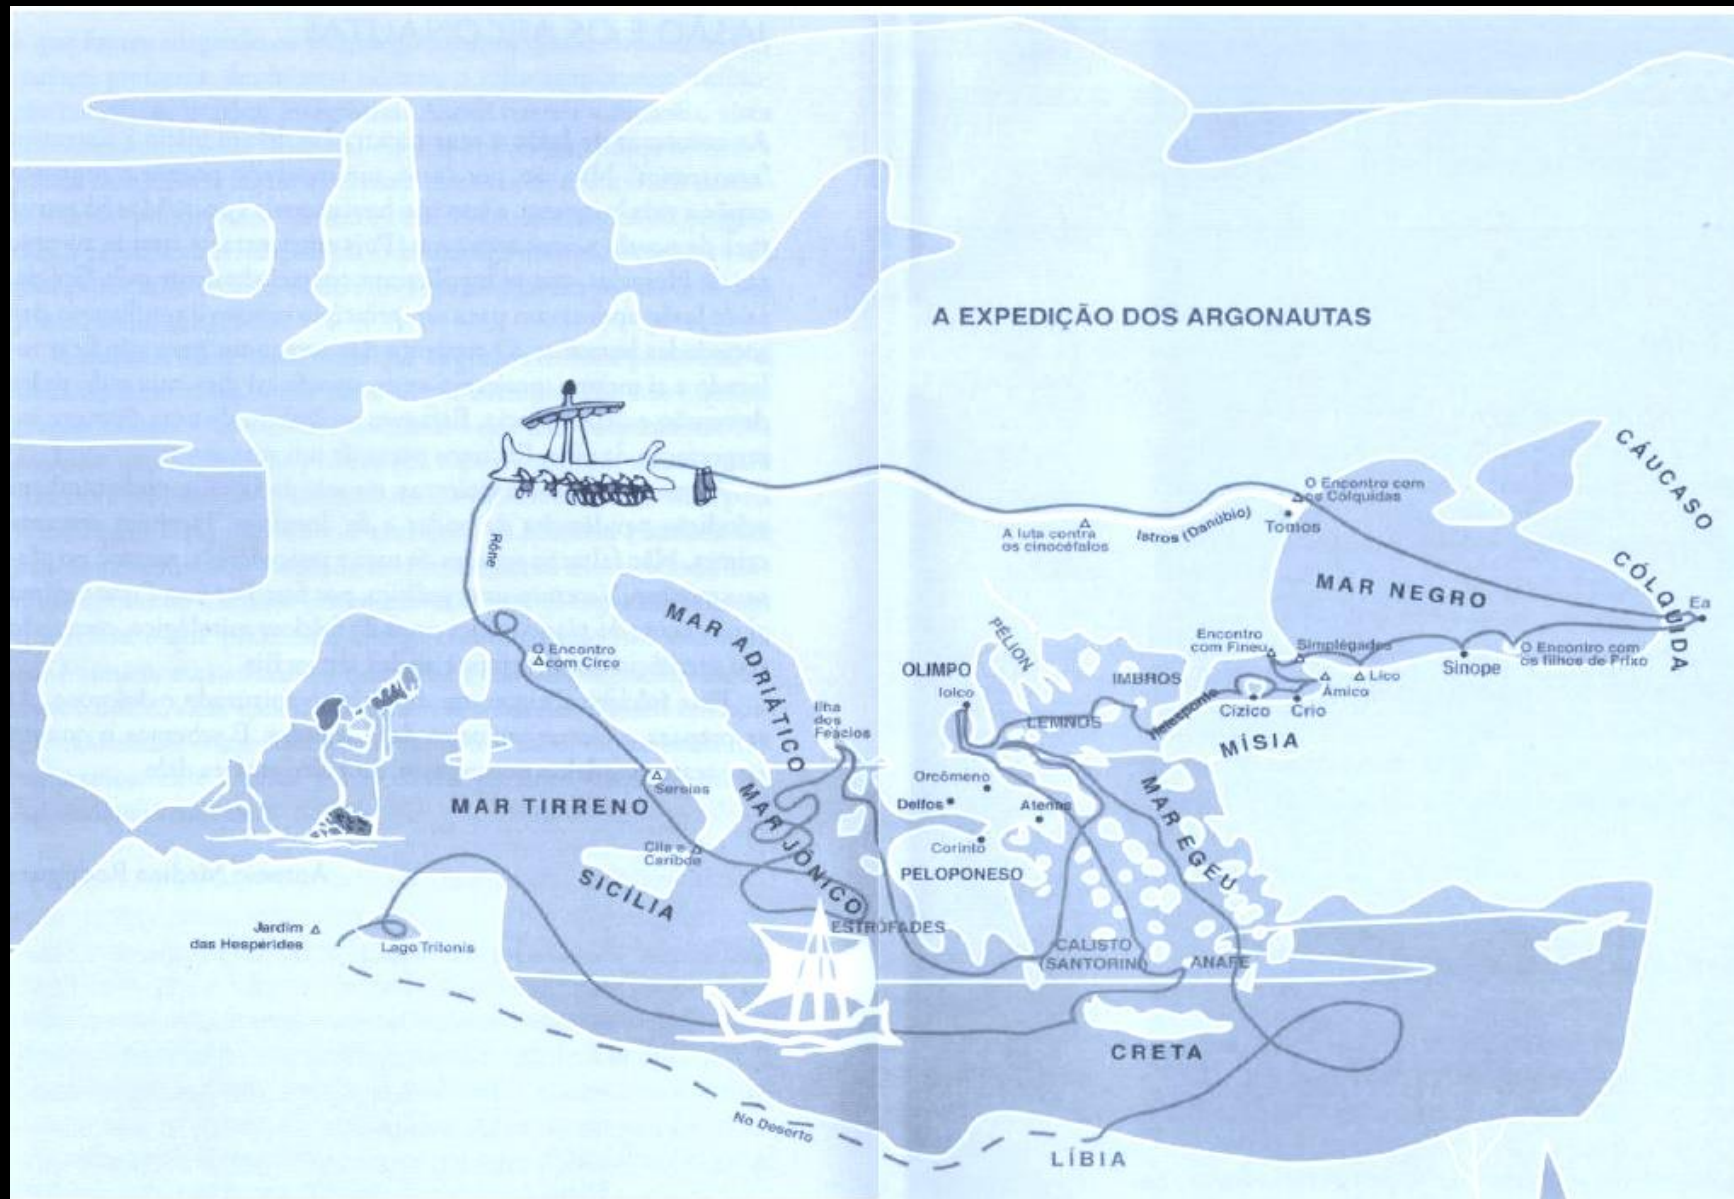 A EXPEDIÇÃO DOS ARGONAUTAS
CÁUCASO
O Encontro com
os Cólquidas
Tomos
A luta contra
os cinocéfalos
Istros (Danúbio)
Rône
CÓLQUIDA
MAR NEGRO
Ea
MAR ADRIÁTICO
PÉLION
Encontro
com Fineu
Simplégades
O Encontro com
os filhos de Frixo
Sinope
O Encontro
com Circe
OLIMPO
Iolco
IMBROS
Lico
Âmico
Helesponto
Cízico
Crio
LEMNOS
MÍSIA
Ilha
dos
Feácios
Orcômeno
Delfos
Atenas
Sereias
MAR TIRRENO
MAR JÔNICO
MAR EGEU
Corinto
Cila e
Caribde
PELOPONESO
SICÍLIA
ESTRÓFADES
Jardim
das Hespérides
Lago Tritonis
CALISTO
(SANTORINI)
ANAFE
CRETA
No Deserto
LÍBIA